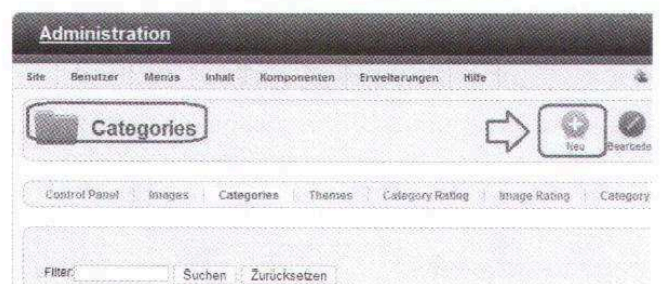 Administration
Site Benutzer Menüs Inhalt Komponenten Erweiterungen Hilfe
Categories
Neu Bearbeite
Control Panel Images Categories Themes Category Rating Image Rating Category
Filter: Suchen Zurücksetzen